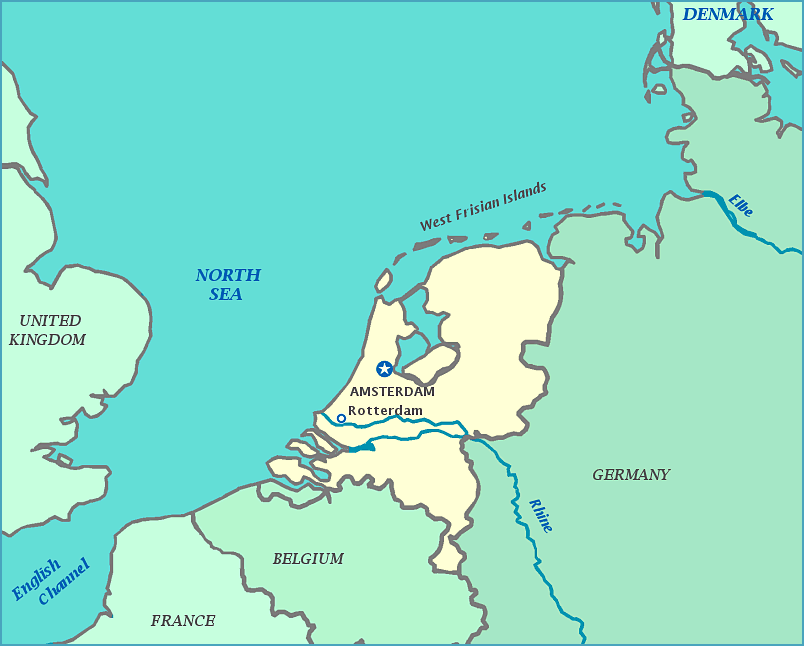 DENMARK
West Frisian Islands
Elbe
NORTH
SEA
UNITED
KINGDOM
AMSTERDAM
Rotterdam
GERMANY
Rhine
BELGIUM
English
Channel
FRANCE